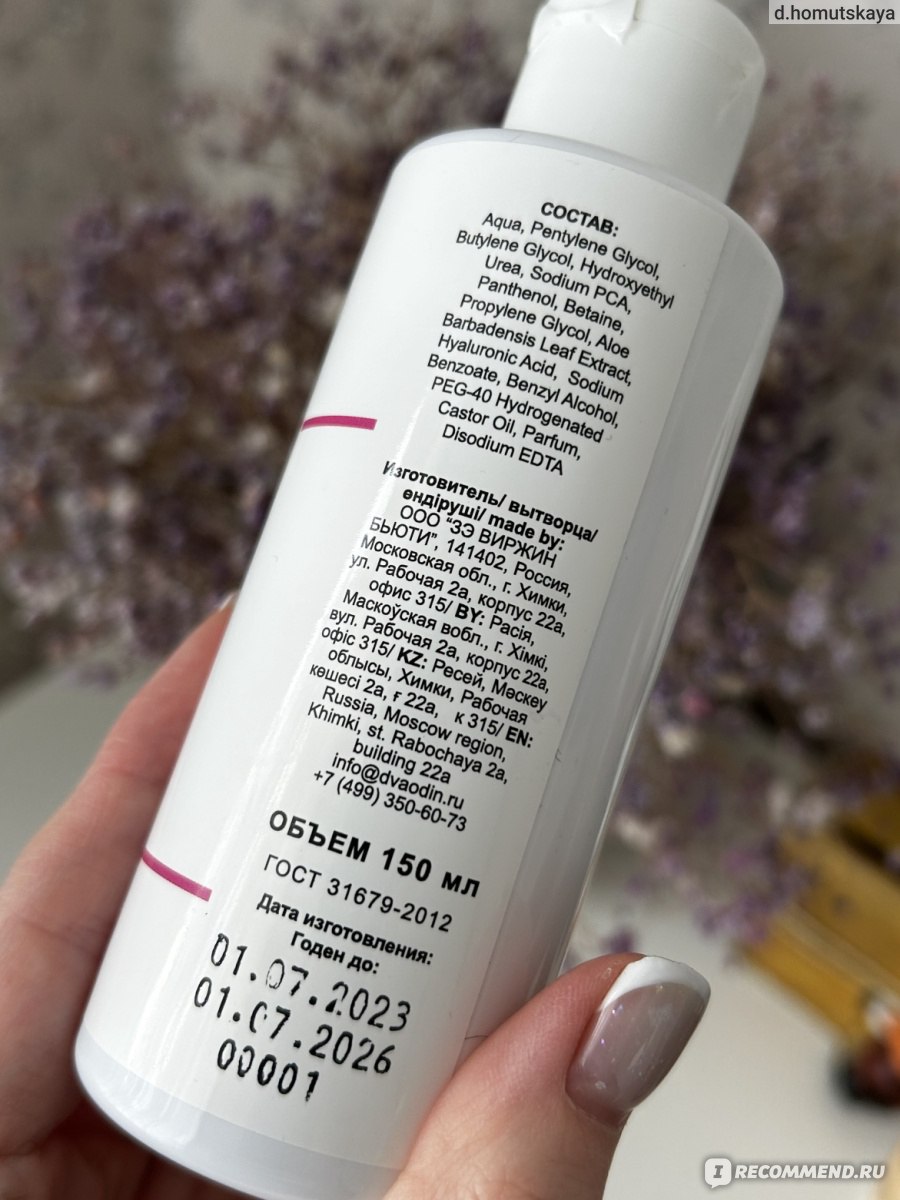 d.homutskaya
СОСТАВ:
Aqua, Pentylene Glycol,
Butylene Glycol, Hydroxyethyl
Urea, Sodium PCA,
Panthenol, Betaine,
Propylene Glycol, Aloe
Barbadensis Leaf Extract,
Hyaluronic Acid, Sodium
Benzoate, Benzyl Alcohol,
PEG-40 Hydrogenated
Castor Oil, Parfum,
Disodium EDTA
Изготовитель/ вытворца/
өндіруші/ made by:
ООО "ЗЭ ВИРЖИН
БЬЮТИ", 141402, Россия,
Московская обл., г. Химки,
ул. Рабочая 2а, корпус 22а,
офис 315/ BY: Расія,
Маскоўская вобл., г. Хімкі,
вул. Рабочая 2а, корпус 22а,
офіс 315/ KZ: Ресей, Мәскеу
облысы, Химки, Рабочая
көшесі 2а, ғ 22а, к 315/ EN:
Russia, Moscow region,
Khimki, st. Rabochaya 2a,
building 22a
info@dvaodin.ru
+7 (499) 350-60-73
ОБЪЕМ 150 мл
ГОСТ 31679-2012
Дата изготовления:
Годен до:
01.07.2023
01.07.2026
00001
IRECOMMEND.RU